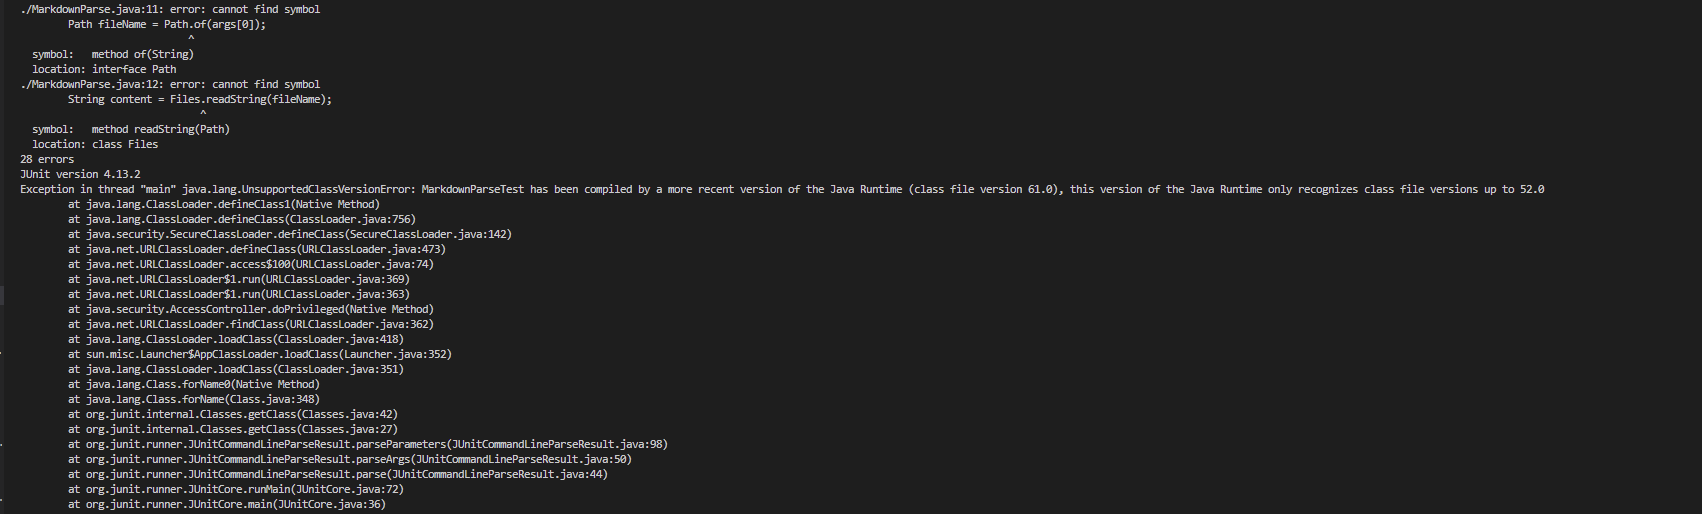 ./MarkdownParse.java:11: error: cannot find symbol
        Path fileName = Path.of(args[0]);
                            ^
  symbol:   method of(String)
  location: interface Path
./MarkdownParse.java:12: error: cannot find symbol
        String content = Files.readString(fileName);
                              ^
  symbol:   method readString(Path)
  location: class Files
28 errors
JUnit version 4.13.2
Exception in thread "main" java.lang.UnsupportedClassVersionError: MarkdownParseTest has been compiled by a more recent version of the Java Runtime (class file version 61.0), this version of the Java Runtime only recognizes class file versions up to 52.0
        at java.lang.ClassLoader.defineClass1(Native Method)
        at java.lang.ClassLoader.defineClass(ClassLoader.java:756)
        at java.security.SecureClassLoader.defineClass(SecureClassLoader.java:142)
        at java.net.URLClassLoader.defineClass(URLClassLoader.java:473)
        at java.net.URLClassLoader.access$100(URLClassLoader.java:74)
        at java.net.URLClassLoader$1.run(URLClassLoader.java:369)
        at java.net.URLClassLoader$1.run(URLClassLoader.java:363)
        at java.security.AccessController.doPrivileged(Native Method)
        at java.net.URLClassLoader.findClass(URLClassLoader.java:362)
        at java.lang.ClassLoader.loadClass(ClassLoader.java:418)
        at sun.misc.Launcher$AppClassLoader.loadClass(Launcher.java:352)
        at java.lang.ClassLoader.loadClass(ClassLoader.java:351)
        at java.lang.Class.forName0(Native Method)
        at java.lang.Class.forName(Class.java:348)
        at org.junit.internal.Classes.getClass(Classes.java:42)
        at org.junit.internal.Classes.getClass(Classes.java:27)
        at org.junit.runner.JUnitCommandLineParseResult.parseParameters(JUnitCommandLineParseResult.java:98)
        at org.junit.runner.JUnitCommandLineParseResult.parseArgs(JUnitCommandLineParseResult.java:50)
        at org.junit.runner.JUnitCommandLineParseResult.parse(JUnitCommandLineParseResult.java:44)
        at org.junit.runner.JUnitCore.runMain(JUnitCore.java:72)
        at org.junit.runner.JUnitCore.main(JUnitCore.java:36)